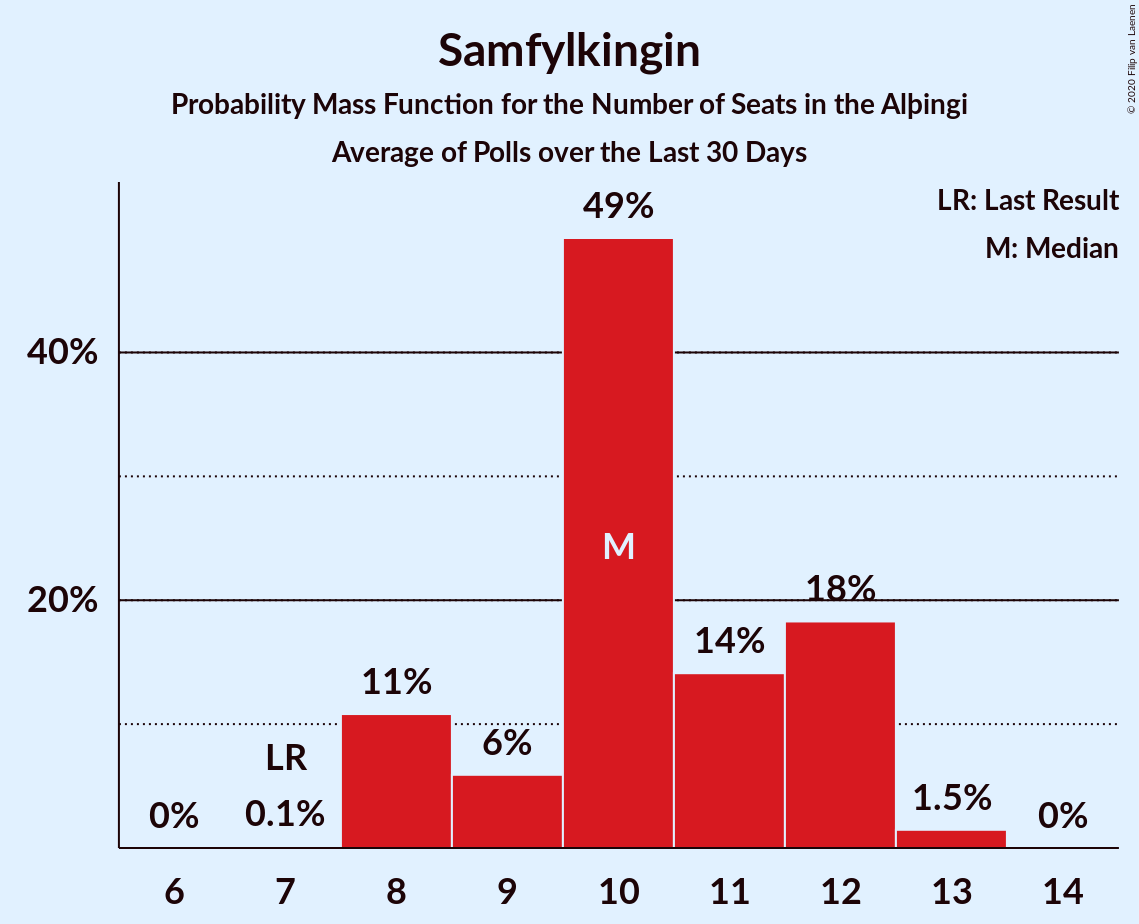 Samfylkingin
Probability Mass Function for the Number of Seats in the Alþingi
Average of Polls over the Last 30 Days
© 2020 Filip van Laenen
LR: Last Result
M: Median
49%
40%
M
20%
18%
14%
11%
6%
LR
0%
0.1%
1.5%
0%
6 7 8 9 10 11 12 13 14